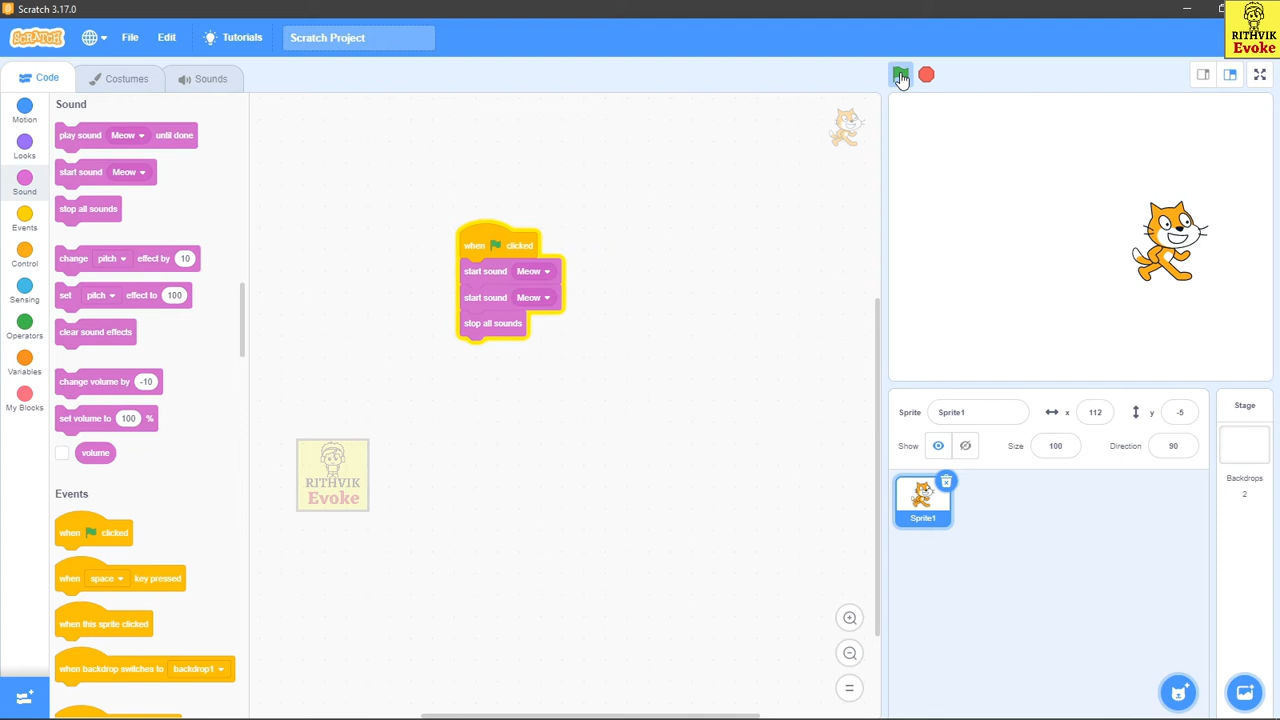 Scratch 3.17.0
RITHVIK
Evoke
SCRATCH
File
Edit
Tutorials
Scratch Project
Code
Costumes
Sounds
Motion
Looks
Sound
Events
Control
Sensing
Operators
Variables
My Blocks
Sound
play sound Meow until done
start sound Meow
stop all sounds
change pitch effect by 10
set pitch effect to 100
clear sound effects
change volume by -10
set volume to 100 %
volume
Events
when clicked
when space key pressed
when this sprite clicked
when backdrop switches to backdrop1
when clicked
start sound Meow
start sound Meow
stop all sounds
RITHVIK
Evoke
Sprite Sprite1 x 112 y -5
Show Size 100 Direction 90
Sprite1
Stage
Backdrops
2